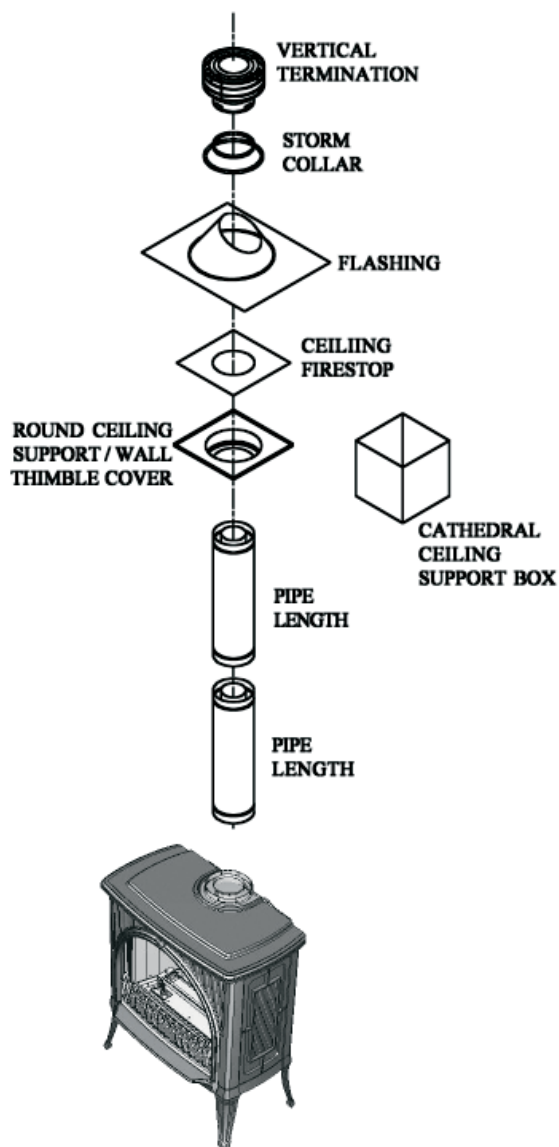 VERTICAL
TERMINATION
STORM
COLLAR
FLASHING
CEILIING
FIRESTOP
ROUND CEILING
SUPPORT / WALL
THIMBLE COVER
CATHEDRAL
CEILING
SUPPORT BOX
PIPE
LENGTH
PIPE
LENGTH